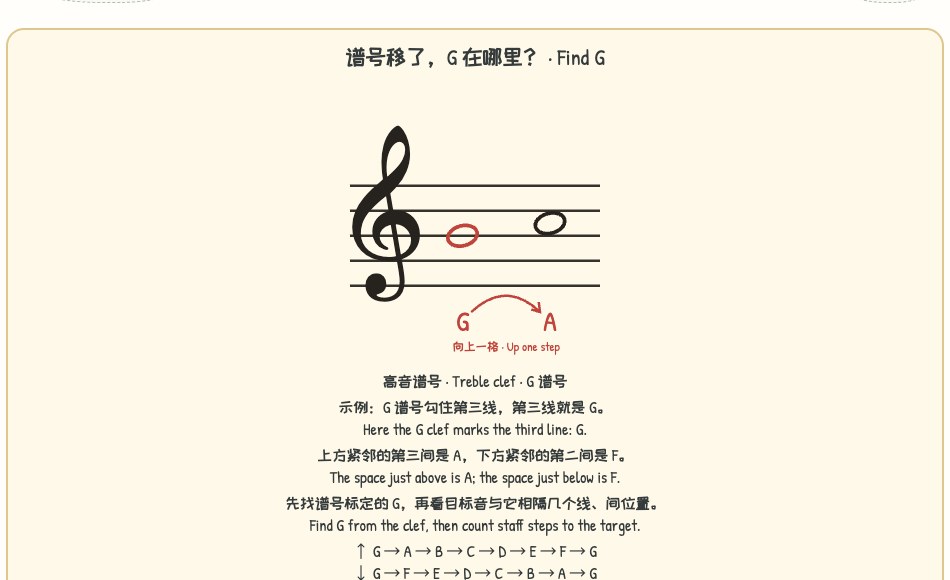 谱号移了，G 在哪里？ · Find G
G A
向上一格 · Up one step
高音谱号 · Treble clef · G 谱号
示例：G 谱号勾住第三线，第三线就是 G。
Here the G clef marks the third line: G.
上方紧邻的第三间是 A，下方紧邻的第二间是 F。
The space just above is A; the space just below is F.
先找谱号标定的 G，再看目标音与它相隔几个线、间位置。
Find G from the clef, then count staff steps to the target.
↑ G → A → B → C → D → E → F → G
↓ G → F → E → D → C → B → A → G